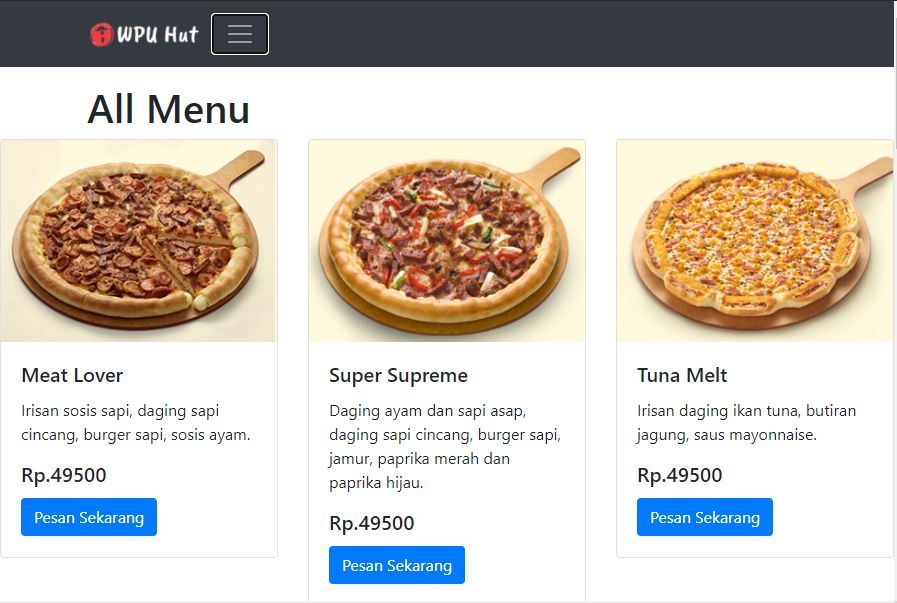 WPU Hut
All Menu
Meat Lover
Irisan sosis sapi, daging sapi
cincang, burger sapi, sosis ayam.
Rp.49500
Pesan Sekarang
Super Supreme
Daging ayam dan sapi asap,
daging sapi cincang, burger sapi,
jamur, paprika merah dan
paprika hijau.
Rp.49500
Pesan Sekarang
Tuna Melt
Irisan daging ikan tuna, butiran
jagung, saus mayonnaise.
Rp.49500
Pesan Sekarang